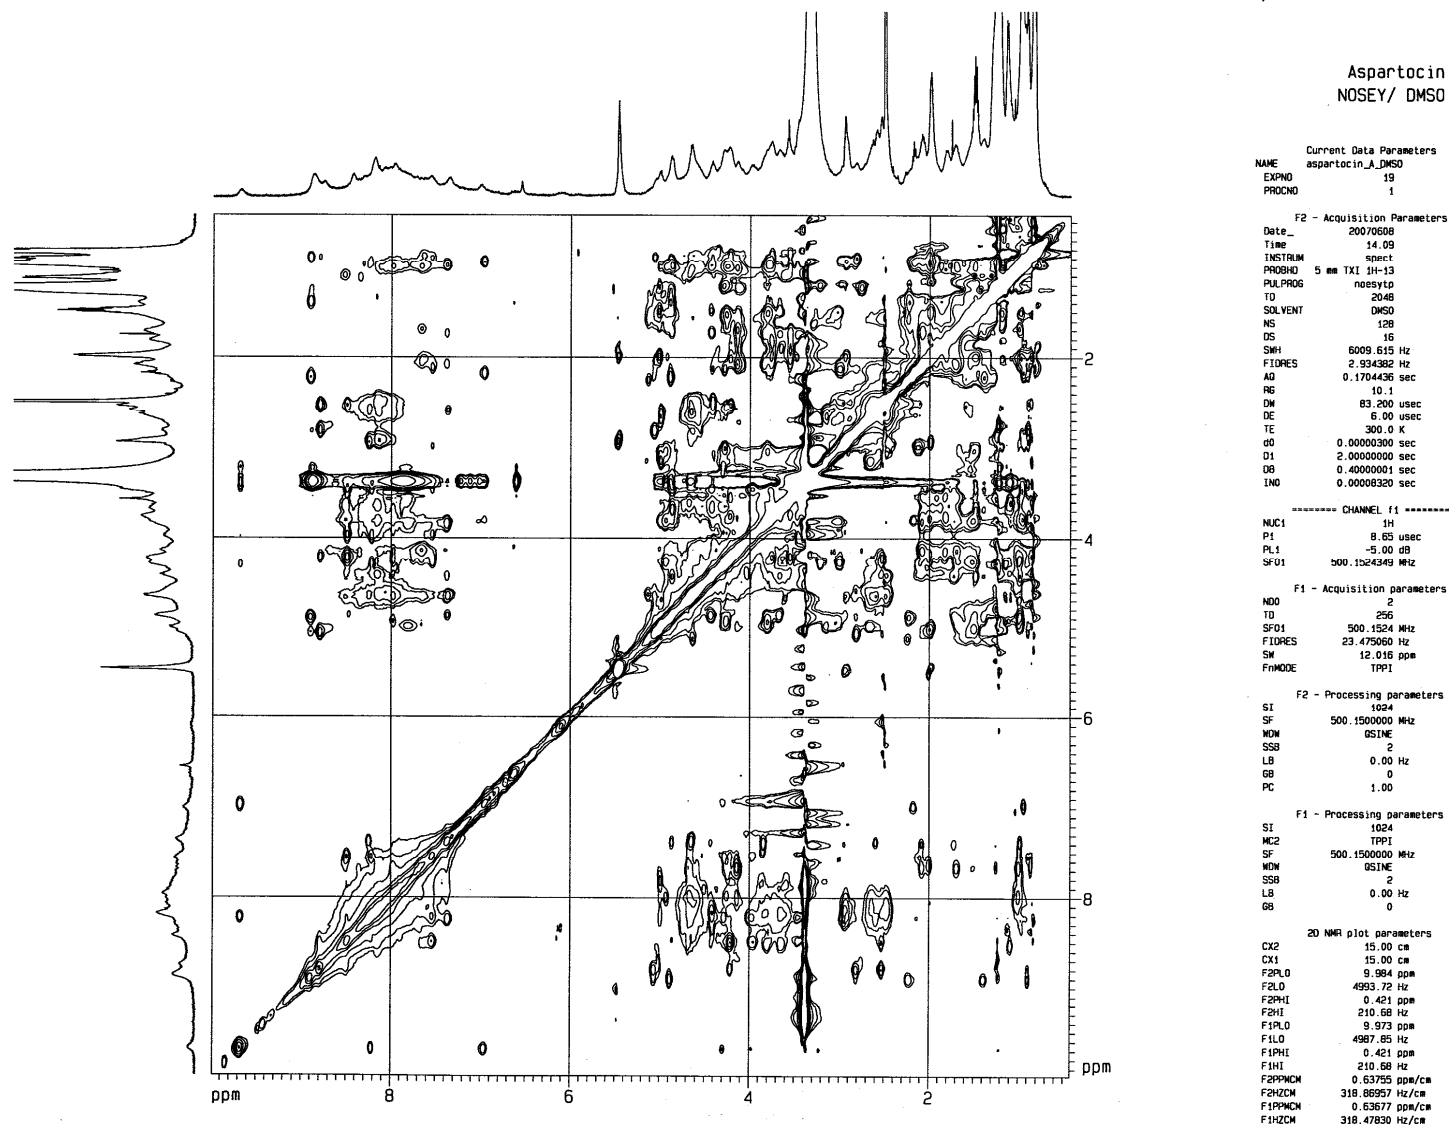 Aspartocin
NOSEY/ DMSO
Current Data Parameters
NAME aspartocin_A_DMSO
EXPNO 19
PROCNO 1
F2 - Acquisition Parameters
Date_ 20070608
Time 14.09
INSTRUM spect
PROBHD 5 mm TXI 1H-13
PULPROG noesytp
TD 2048
SOLVENT DMSO
NS 128
DS 16
SWH 6009.615 Hz
FIDRES 2.934382 Hz
AQ 0.1704436 sec
RG 10.1
DW 83.200 usec
DE 6.00 usec
TE 300.0 K
d0 0.00000300 sec
D1 2.00000000 sec
D8 0.40000001 sec
IN0 0.00008320 sec
======== CHANNEL f1 ========
NUC1 1H
P1 8.65 usec
PL1 -5.00 dB
SFO1 500.1524349 MHz
F1 - Acquisition parameters
ND0 2
TD 256
SFO1 500.1524 MHz
FIDRES 23.475060 Hz
SW 12.016 ppm
FnMODE TPPI
F2 - Processing parameters
SI 1024
SF 500.1500000 MHz
WDW QSINE
SSB 2
LB 0.00 Hz
GB 0
PC 1.00
F1 - Processing parameters
SI 1024
MC2 TPPI
SF 500.1500000 MHz
WDW QSINE
SSB 2
LB 0.00 Hz
GB 0
2D NMR plot parameters
CX2 15.00 cm
CX1 15.00 cm
F2PLO 9.984 ppm
F2LO 4993.72 Hz
F2PHI 0.421 ppm
F2HI 210.68 Hz
F1PLO 9.973 ppm
F1LO 4987.85 Hz
F1PHI 0.421 ppm
F1HI 210.68 Hz
F2PPMCM 0.63755 ppm/cm
F2HZCM 318.86957 Hz/cm
F1PPMCM 0.63677 ppm/cm
F1HZCM 318.47830 Hz/cm
2
4
6
8
ppm
ppm 8 6 4 2